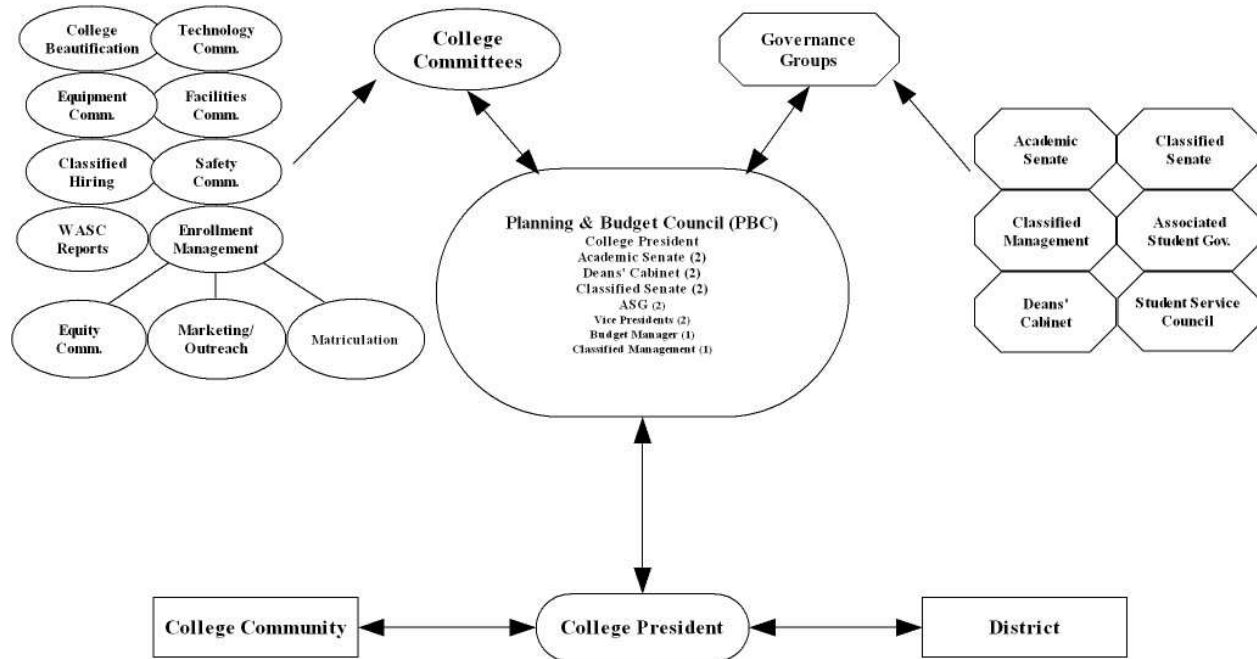 College
Beautification
Technology
Comm.
College
Committees
Governance
Groups
Equipment
Comm.
Facilities
Comm.
Classified
Hiring
Safety
Comm.
WASC
Reports
Enrollment
Management
Equity
Comm.
Marketing/
Outreach
Matriculation
Planning & Budget Council (PBC)
College President
Academic Senate (2)
Deans' Cabinet (2)
Classified Senate (2)
ASG (2)
Vice Presidents (2)
Budget Manager (1)
Classified Management (1)
Academic
Senate
Classified
Senate
Classified
Management
Associated
Student Gov.
Deans'
Cabinet
Student Service
Council
College Community
College President
District